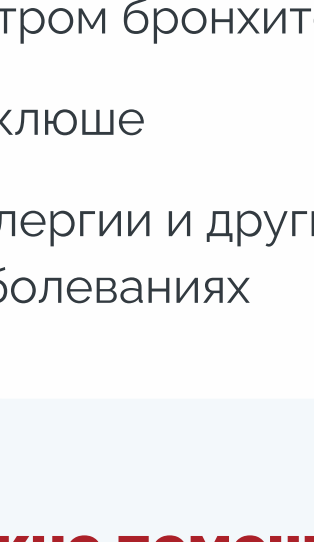 тром бронхит
клюше
лергии и други
болеваниях